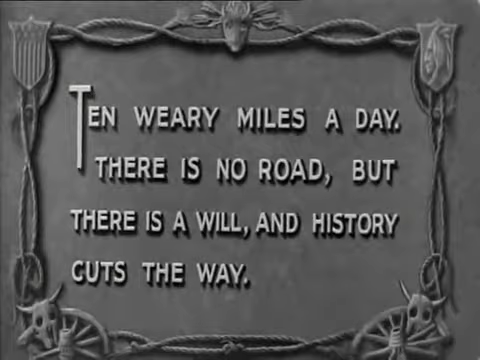 TEN WEARY MILES A DAY.
THERE IS NO ROAD, BUT
THERE IS A WILL, AND HISTORY
CUTS THE WAY.